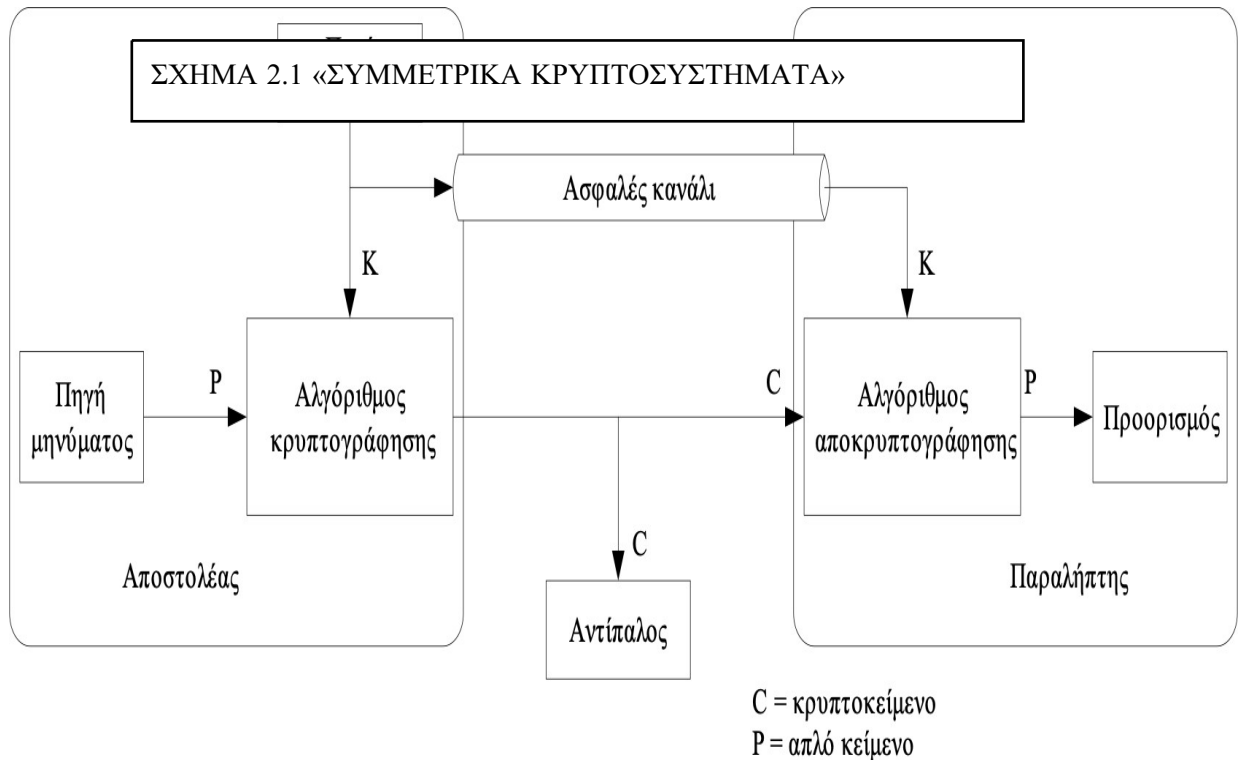 ΣΧΗΜΑ 2.1 «ΣΥΜΜΕΤΡΙΚΑ ΚΡΥΠΤΟΣΥΣΤΗΜΑΤΑ»
Ασφαλές κανάλι
K
K
Πηγή
μηνύματος
P
Αλγόριθμος
κρυπτογράφησης
C
Αλγόριθμος
αποκρυπτογράφησης
P
Προορισμός
C
Αποστολέας
Παραλήπτης
Αντίπαλος
C = κρυπτοκείμενο
P = απλό κείμενο